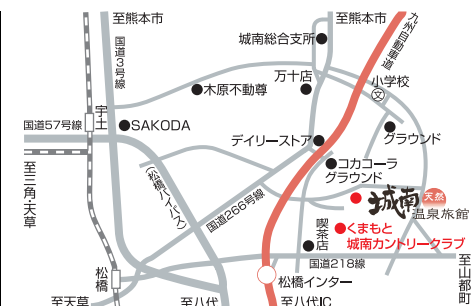 至熊本市
至熊本市
九州自動車道
国道3号線
城南総合支所
万十店
小学校
文
木原不動尊
宇土
国道57号線
SAKODA
グラウンド
デイリーストア
至三角・天草
コカコーラ
グラウンド
(松橋バイパス)
国道266号線
城南
天然
温泉旅館
喫茶店
くまもと
城南カントリークラブ
国道218線
至山都町
松橋
松橋インター
至天草
至八代
至八代IC